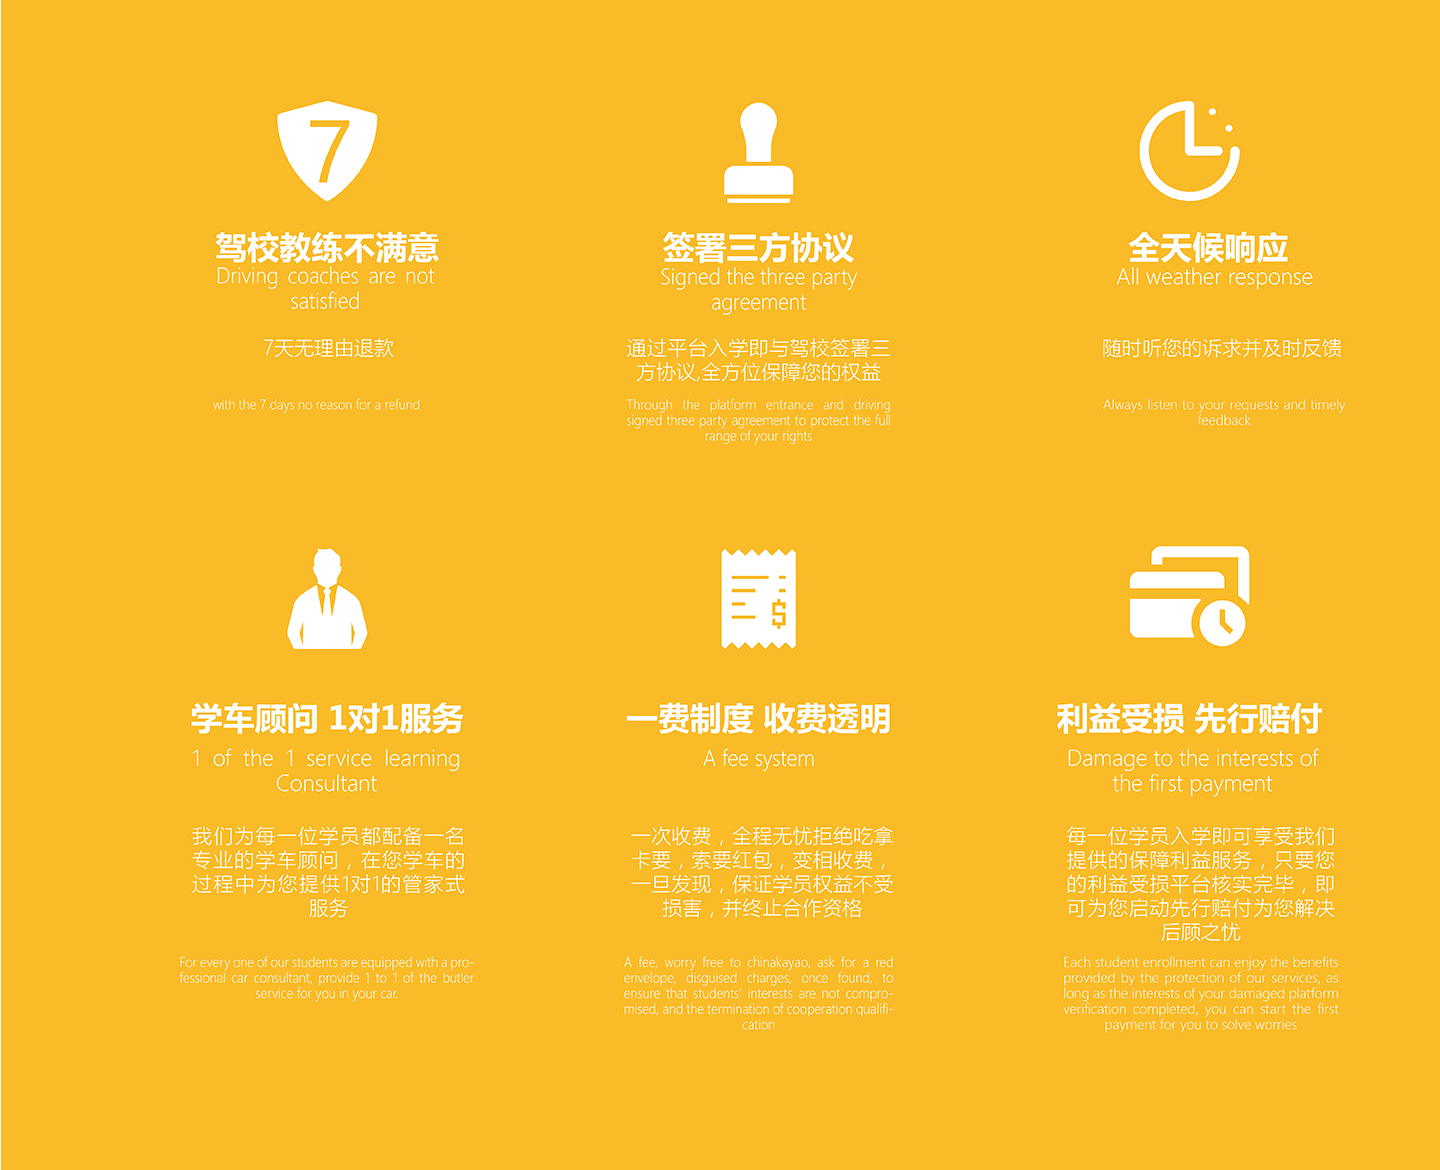 7
驾校教练不满意
Driving coaches are not
satisfied
7天无理由退款
with the 7 days no reason for a refund
签署三方协议
Signed the three party
agreement
通过平台入学即与驾校签署三
方协议,全方位保障您的权益
Through the platform entrance and driving
signed three party agreement to protect the full
range of your rights
全天候响应
All weather response
随时听您的诉求并及时反馈
Always listen to your requests and timely
feedback
学车顾问 1对1服务
1 of the 1 service learning
Consultant
我们为每一位学员都配备一名
专业的学车顾问，在您学车的
过程中为您提供1对1的管家式
服务
For every one of our students are equipped with a pro-
fessional car consultant, provide 1 to 1 of the butler
service for you in your car.
$
一费制度 收费透明
A fee system
一次收费，全程无忧拒绝吃拿
卡要，索要红包，变相收费，
一旦发现，保证学员权益不受
损害，并终止合作资格
A fee, worry free to chinakayao, ask for a red
envelope, disguised charges, once found, to
ensure that students' interests are not compro-
mised, and the termination of cooperation qualifi-
cation
利益受损 先行赔付
Damage to the interests of
the first payment
每一位学员入学即可享受我们
提供的保障利益服务，只要您
的利益受损平台核实完毕，即
可为您启动先行赔付为您解决
后顾之忧
Each student enrollment can enjoy the benefits
provided by the protection of our services, as
long as the interests of your damaged platform
verification completed, you can start the first
payment for you to solve worries